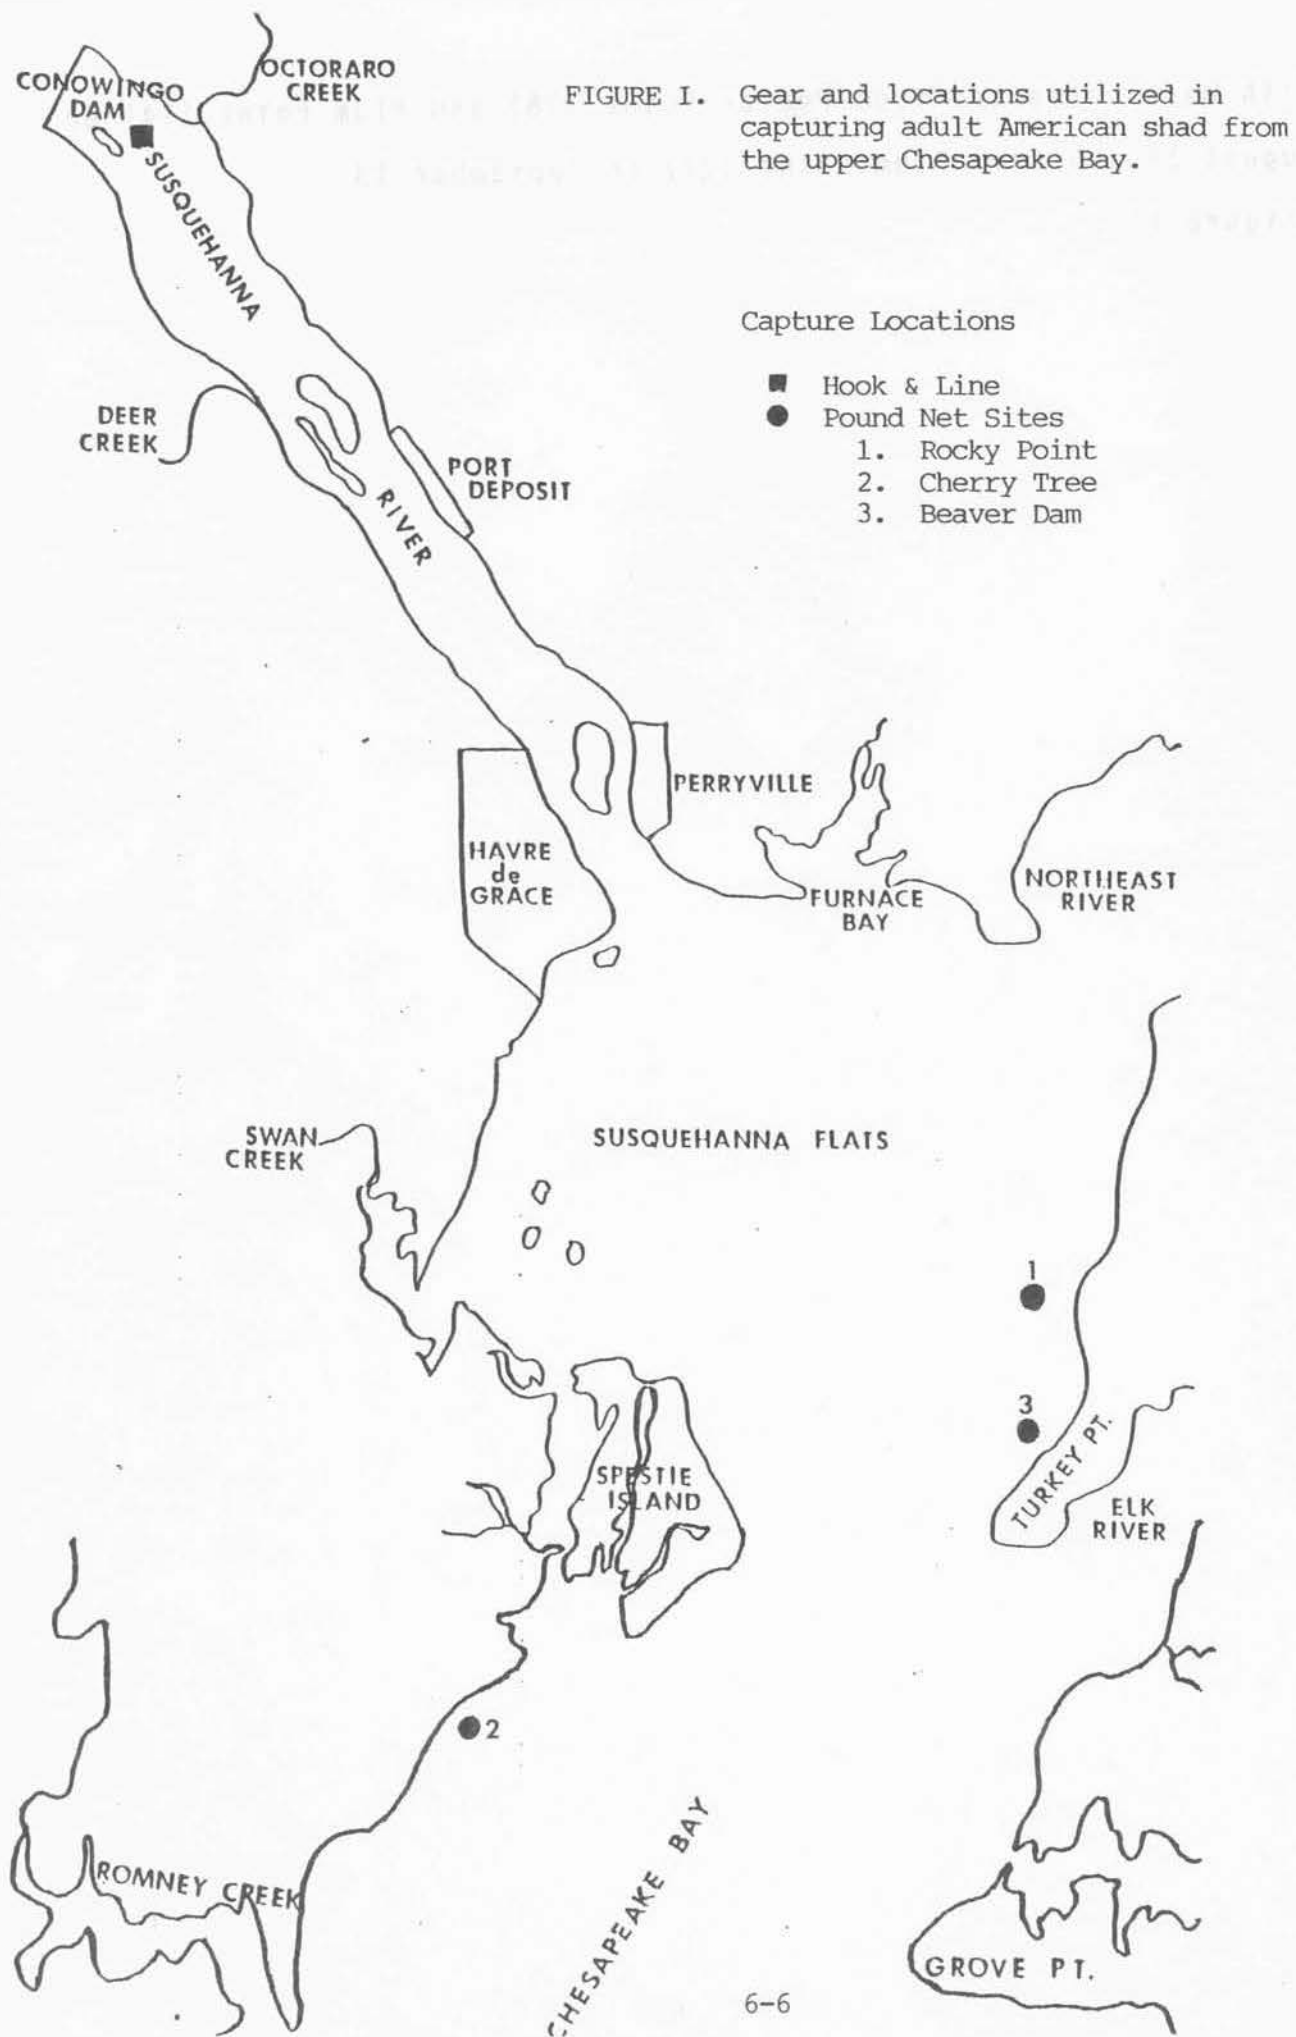 CONOWINGO
DAM
OCTORARO
CREEK
FIGURE I. Gear and locations utilized in
capturing adult American shad from
the upper Chesapeake Bay.
SUSQUEHANNA
RIVER
Capture Locations
■ Hook & Line
● Pound Net Sites
1. Rocky Point
2. Cherry Tree
3. Beaver Dam
DEER
CREEK
PORT
DEPOSIT
PERRYVILLE
HAVRE
de
GRACE
FURNACE
BAY
NORTHEAST
RIVER
SWAN
CREEK
SUSQUEHANNA FLATS
1
3
SPESTIE
ISLAND
TURKEY PT.
ELK
RIVER
2
CHESAPEAKE BAY
ROMNEY CREEK
GROVE PT.
6-6